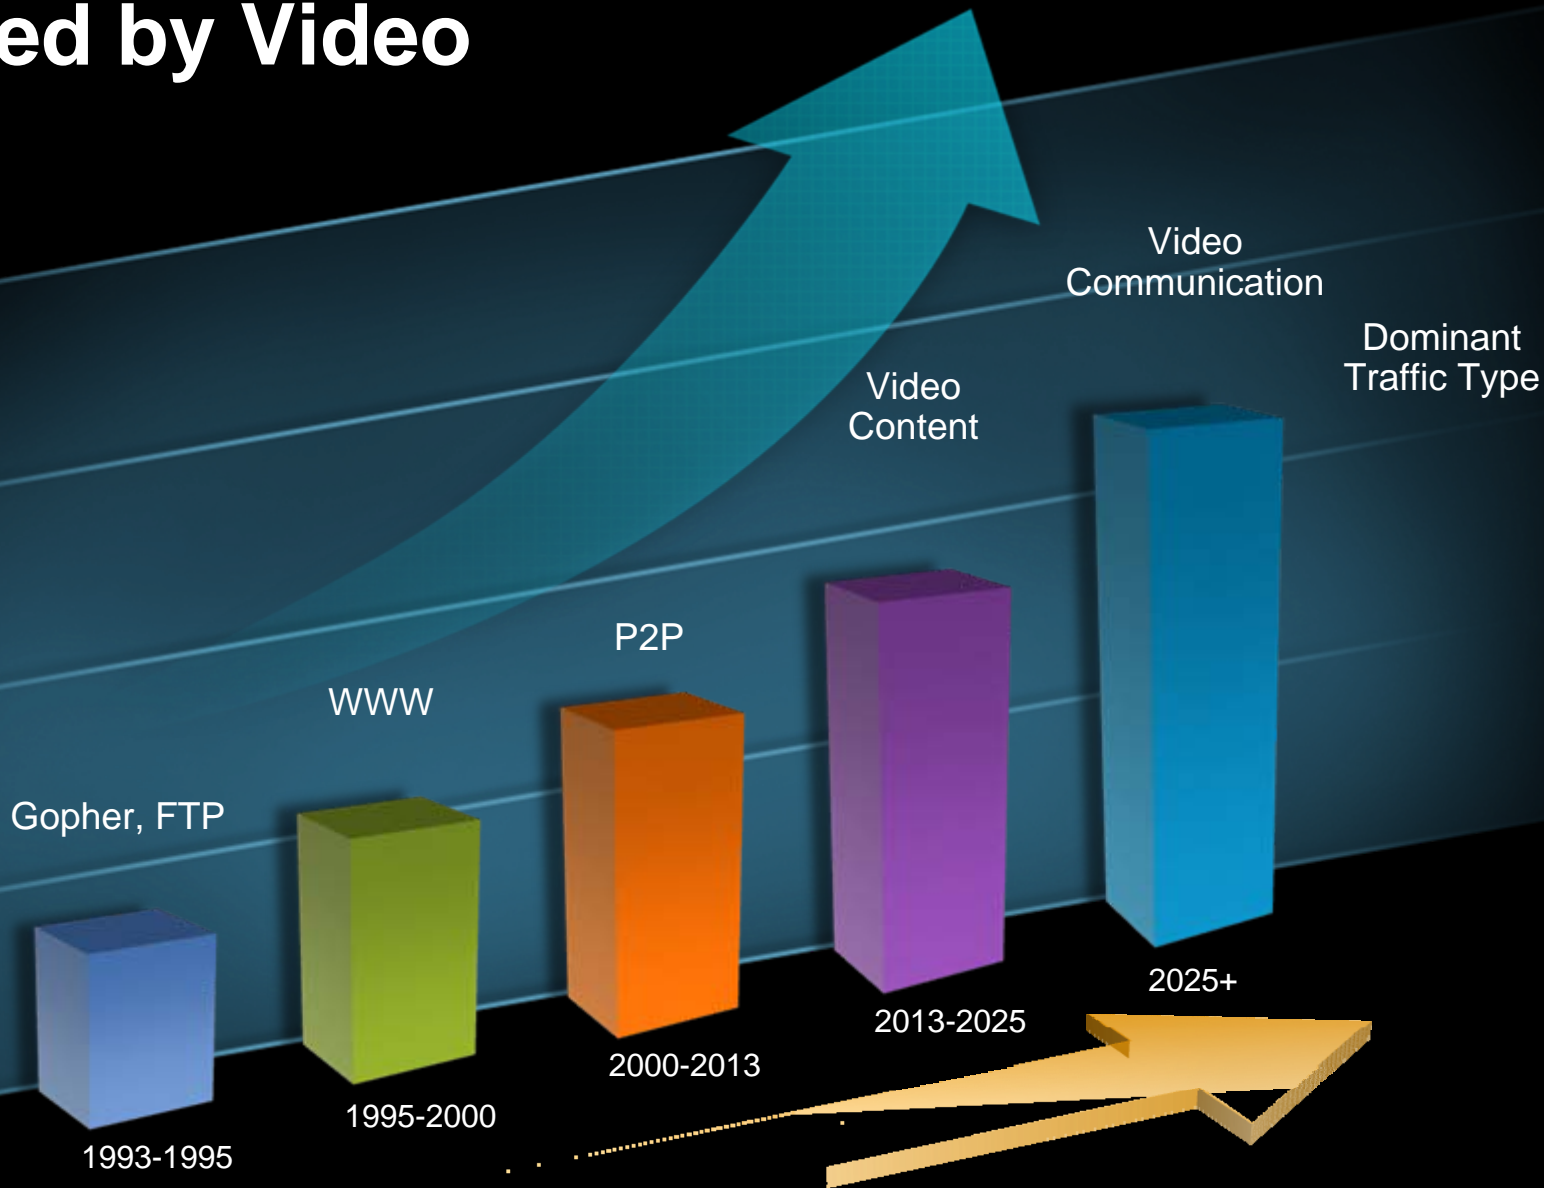 ed by Video
Video
Communication
Dominant
Traffic Type
Video
Content
P2P
WWW
Gopher, FTP
2025+
2013-2025
2000-2013
1995-2000
1993-1995